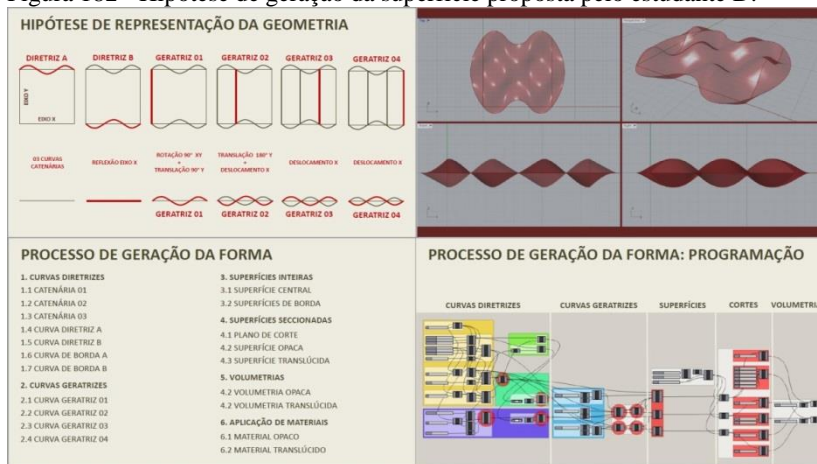 Figura 182 - Hipótese de geração da superfície proposta pelo estudante B.
HIPÓTESE DE REPRESENTAÇÃO DA GEOMETRIA
DIRETRIZ A
DIRETRIZ B
GERATRIZ 01
GERATRIZ 02
GERATRIZ 03
GERATRIZ 04
EIXO Y
EIXO X
03 CURVAS
CATENÁRIAS
REFLEXÃO EIXO X
ROTAÇÃO 90° XY
+
TRANSLAÇÃO 90° Y
TRANSLAÇÃO 180° Y
+
DESLOCAMENTO X
DESLOCAMENTO X
DESLOCAMENTO X
GERATRIZ 01
GERATRIZ 02
GERATRIZ 03
GERATRIZ 04
PROCESSO DE GERAÇÃO DA FORMA
1. CURVAS DIRETRIZES
1.1 CATENÁRIA 01
1.2 CATENÁRIA 02
1.3 CATENÁRIA 03
1.4 CURVA DIRETRIZ A
1.5 CURVA DIRETRIZ B
1.6 CURVA DE BORDA A
1.7 CURVA DE BORDA B
2. CURVAS GERATRIZES
2.1 CURVA GERATRIZ 01
2.2 CURVA GERATRIZ 02
2.3 CURVA GERATRIZ 03
2.4 CURVA GERATRIZ 04
3. SUPERFÍCIES INTEIRAS
3.1 SUPERFÍCIE CENTRAL
3.2 SUPERFÍCIES DE BORDA
4. SUPERFÍCIES SECCIONADAS
4.1 PLANO DE CORTE
4.2 SUPERFÍCIE OPACA
4.3 SUPERFÍCIE TRANSLÚCIDA
5. VOLUMETRIAS
4.2 VOLUMETRIA OPACA
4.2 VOLUMETRIA TRANSLÚCIDA
6. APLICAÇÃO DE MATERIAIS
6.1 MATERIAL OPACO
6.2 MATERIAL TRANSLÚCIDO
PROCESSO DE GERAÇÃO DA FORMA: PROGRAMAÇÃO
CURVAS DIRETRIZES
CURVAS GERATRIZES
SUPERFÍCIES
CORTES
VOLUMETRI